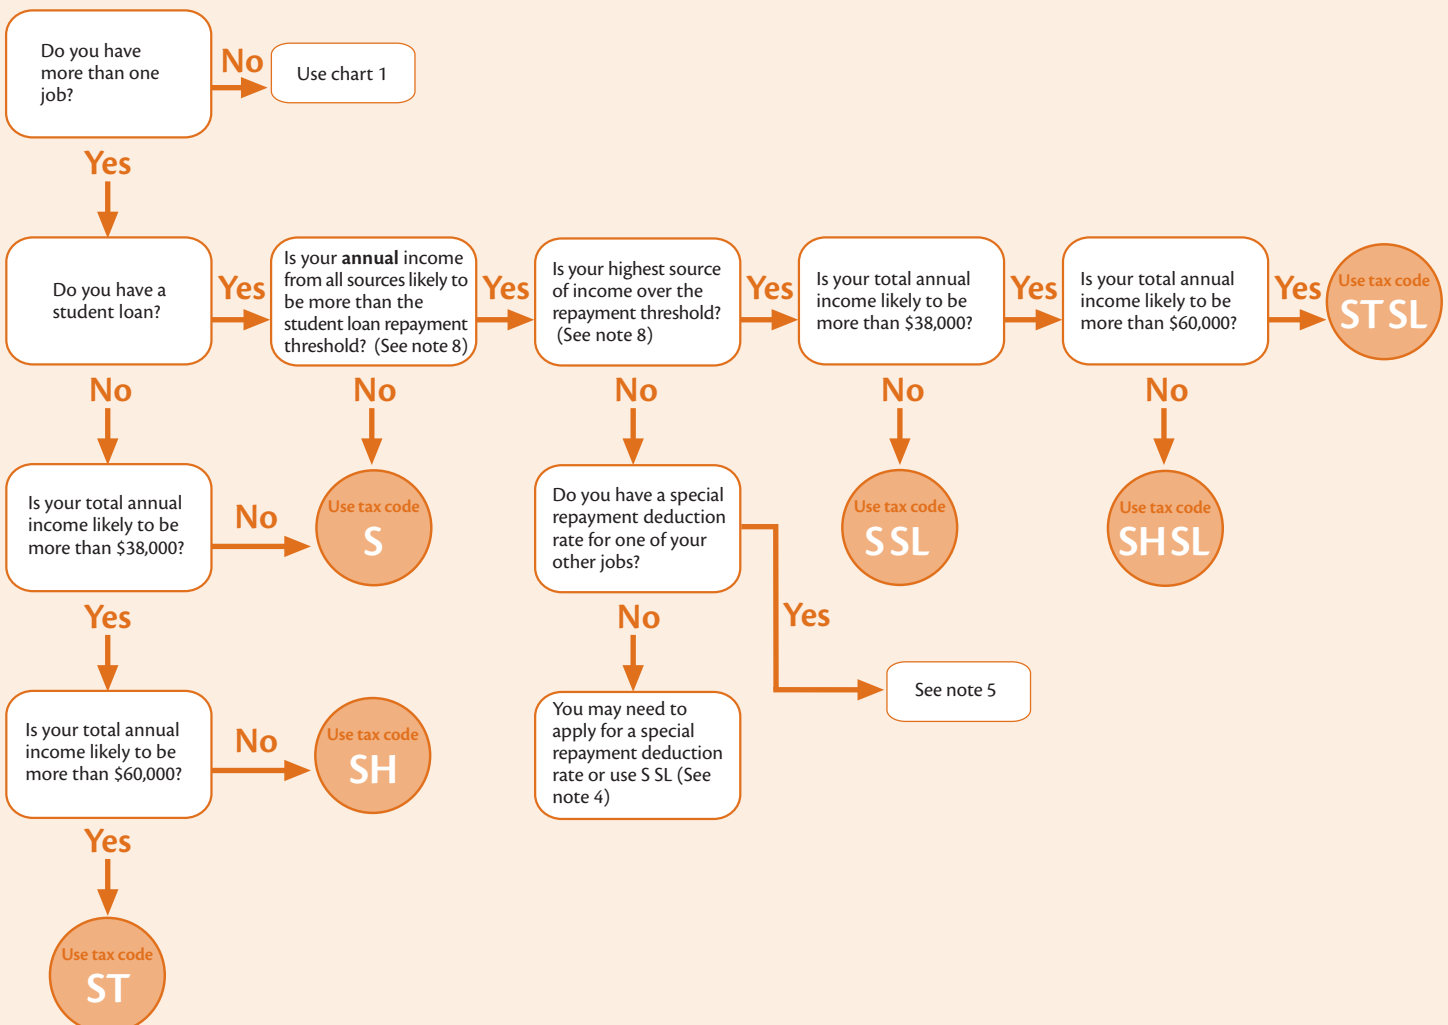 Do you have
more than one
job?
No
Use chart 1
Yes
Do you have a
student loan?
Yes
Is your annual income
from all sources likely to
be more than the
student loan repayment
threshold? (See note 8)
Yes
Is your highest source
of income over the
repayment threshold?
(See note 8)
Yes
Is your total annual
income likely to be
more than $38,000?
Yes
Is your total annual
income likely to be
more than $60,000?
Yes
Use tax code
ST SL
No
No
No
No
No
Is your total annual
income likely to be
more than $38,000?
No
Use tax code
S
Do you have a special
repayment deduction
rate for one of your
other jobs?
Use tax code
S SL
Use tax code
SH SL
Yes
No
Yes
Is your total annual
income likely to be
more than $60,000?
No
Use tax code
SH
You may need to
apply for a special
repayment deduction
rate or use S SL (See
note 4)
See note 5
Yes
Use tax code
ST